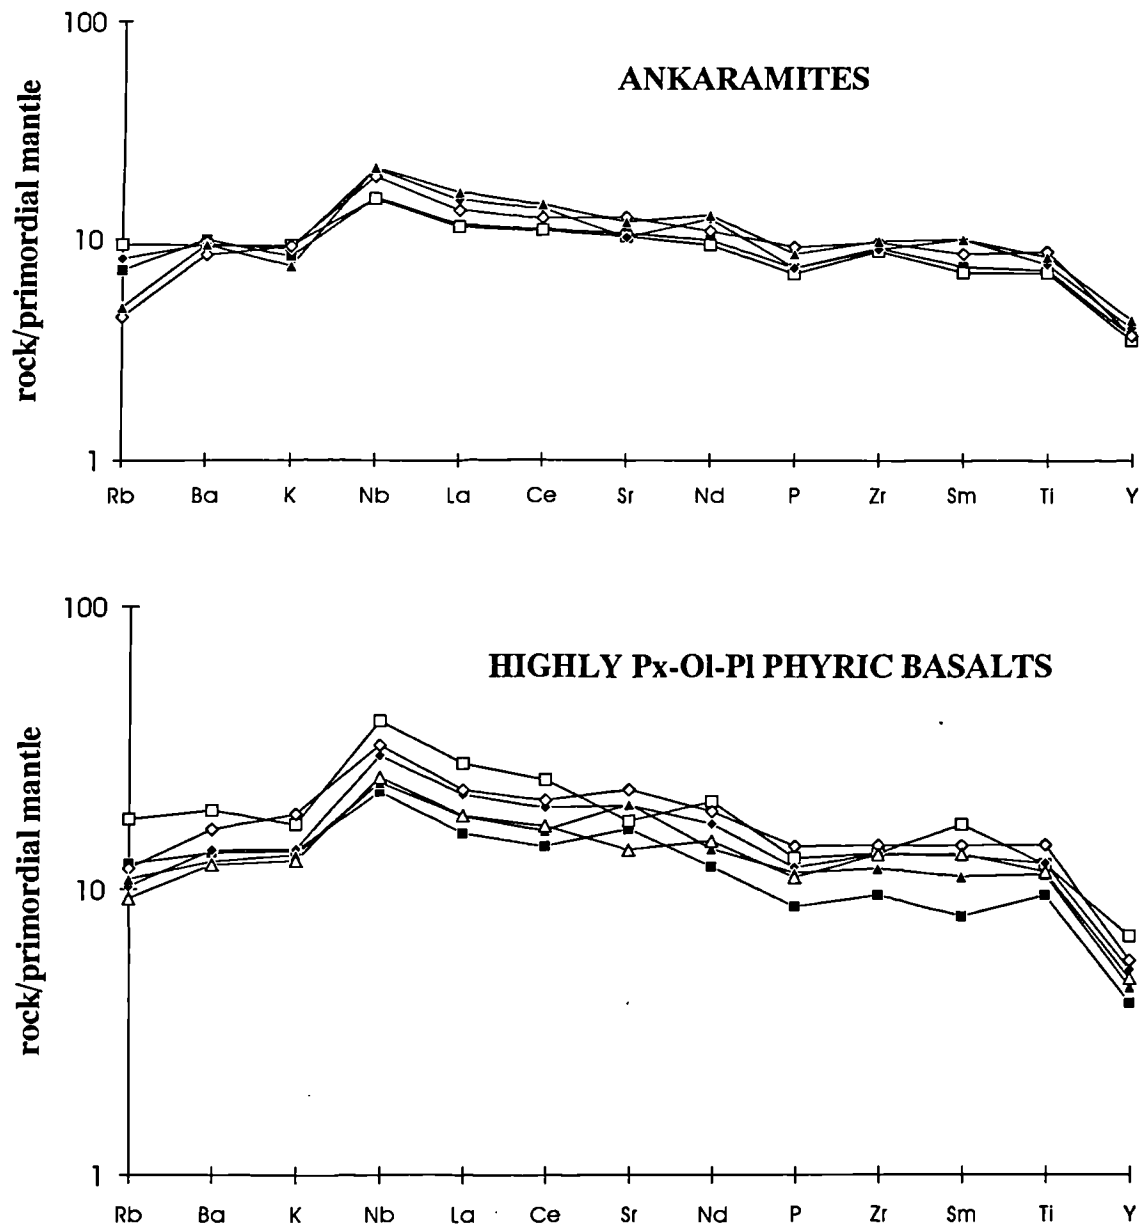 100
ANKARAMITES
rock/primordial mantle
10
1
Rb Ba K Nb La Ce Sr Nd P Zr Sm Ti Y
100
HIGHLY Px-Ol-Pl PHYRIC BASALTS
rock/primordial mantle
10
1
Rb Ba K Nb La Ce Sr Nd P Zr Sm Ti Y